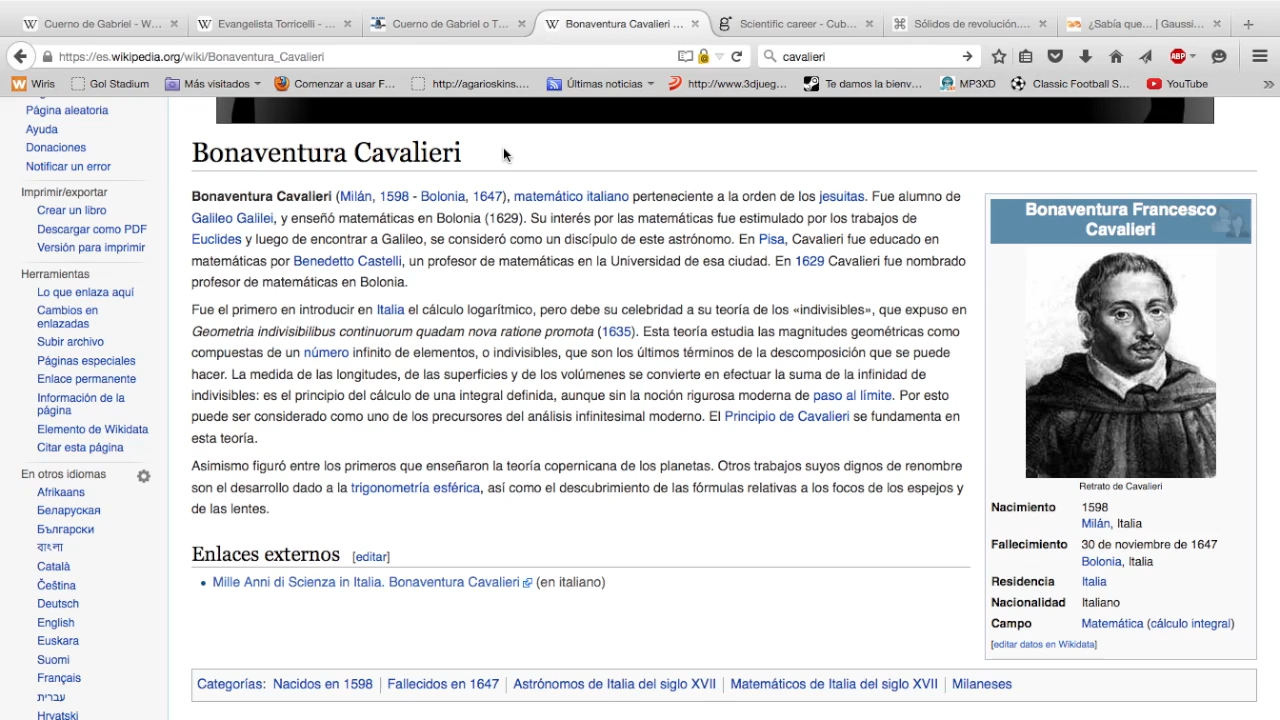 Cuerno de Gabriel - W...
Evangelista Torricelli - ...
Cuerno de Gabriel o T...
Bonaventura Cavalieri ...
Scientific career - Cub...
Sólidos de revolución....
¿Sabía que... | Gaussi...
https://es.wikipedia.org/wiki/Bonaventura_Cavalieri
cavalieri
ABP
Wiris
Gol Stadium
Más visitados
Comenzar a usar F...
http://agarioskins....
Últimas noticias
http://www.3djueg...
Te damos la bienv...
MP3XD
Classic Football S...
YouTube
Página aleatoria
Ayuda
Donaciones
Notificar un error
Imprimir/exportar
Crear un libro
Descargar como PDF
Versión para imprimir
Herramientas
Lo que enlaza aquí
Cambios en
enlazadas
Subir archivo
Páginas especiales
Enlace permanente
Información de la
página
Elemento de Wikidata
Citar esta página
En otros idiomas
Afrikaans
Беларуская
Български
বাংলা
Català
Čeština
Deutsch
English
Euskara
Suomi
Français
עברית
Hrvatski
Bonaventura Cavalieri
Bonaventura Cavalieri (Milán, 1598 - Bolonia, 1647), matemático italiano perteneciente a la orden de los jesuitas. Fue alumno de
Galileo Galilei, y enseñó matemáticas en Bolonia (1629). Su interés por las matemáticas fue estimulado por los trabajos de
Euclides y luego de encontrar a Galileo, se consideró como un discípulo de este astrónomo. En Pisa, Cavalieri fue educado en
matemáticas por Benedetto Castelli, un profesor de matemáticas en la Universidad de esa ciudad. En 1629 Cavalieri fue nombrado
profesor de matemáticas en Bolonia.
Fue el primero en introducir en Italia el cálculo logarítmico, pero debe su celebridad a su teoría de los «indivisibles», que expuso en
Geometria indivisibilibus continuorum quadam nova ratione promota (1635). Esta teoría estudia las magnitudes geométricas como
compuestas de un número infinito de elementos, o indivisibles, que son los últimos términos de la descomposición que se puede
hacer. La medida de las longitudes, de las superficies y de los volúmenes se convierte en efectuar la suma de la infinidad de
indivisibles: es el principio del cálculo de una integral definida, aunque sin la noción rigurosa moderna de paso al límite. Por esto
puede ser considerado como uno de los precursores del análisis infinitesimal moderno. El Principio de Cavalieri se fundamenta en
esta teoría.
Asimismo figuró entre los primeros que enseñaron la teoría copernicana de los planetas. Otros trabajos suyos dignos de renombre
son el desarrollo dado a la trigonometría esférica, así como el descubrimiento de las fórmulas relativas a los focos de los espejos y
de las lentes.
Enlaces externos [editar]
Mille Anni di Scienza in Italia. Bonaventura Cavalieri (en italiano)
Bonaventura Francesco
Cavalieri
Retrato de Cavalieri
Nacimiento 1598
Milán, Italia
Fallecimiento 30 de noviembre de 1647
Bolonia, Italia
Residencia Italia
Nacionalidad Italiano
Campo Matemática (cálculo integral)
[editar datos en Wikidata]
Categorías: Nacidos en 1598 | Fallecidos en 1647 | Astrónomos de Italia del siglo XVII | Matemáticos de Italia del siglo XVII | Milaneses